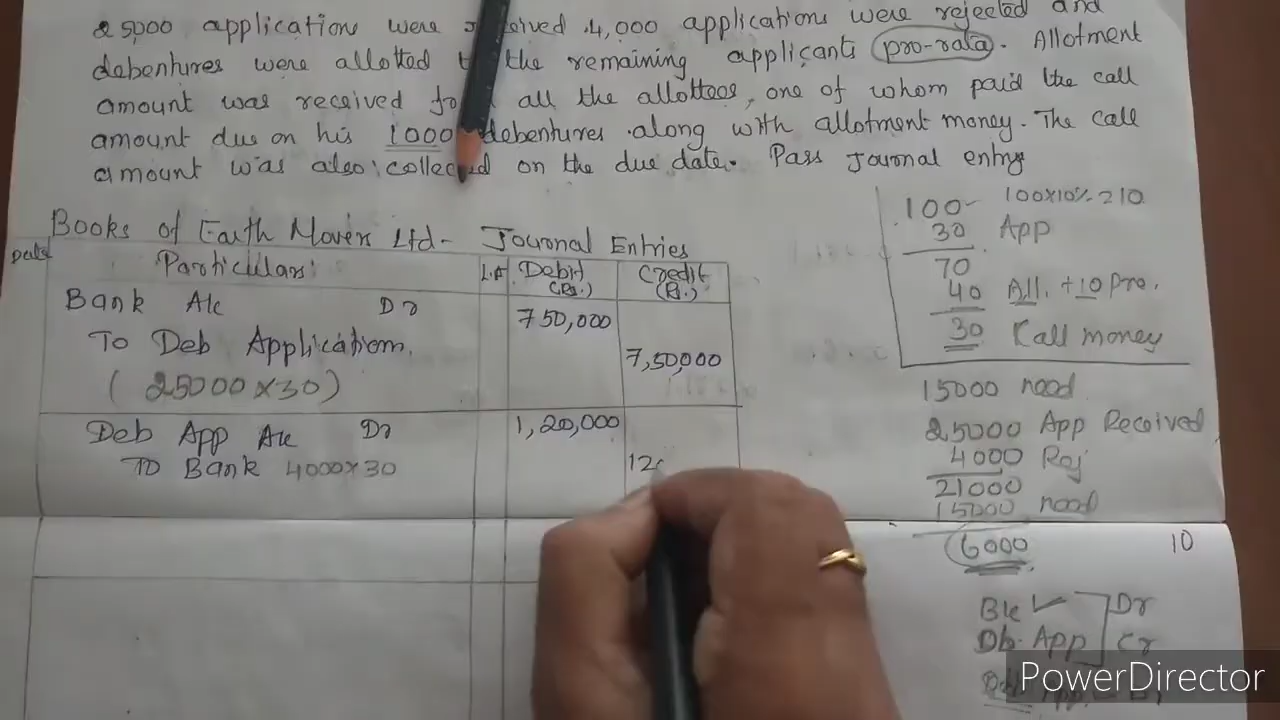 25000 applications were received 4,000 applications were rejected and
debentures were allotted the remaining applicants pro-rata. Allotment
amount was received all the allottees, one of whom paid the call
amount due on his 1000 debentures along with allotment money. The call
amount was also collected on the due date. Pass Journal entry
Books of Earth Movers Ltd - Journal Entries
Date Particulars L.F Debit (Rs.) Credit (Rs.)
Bank A/c Dr 750,000
To Deb Application 7,50,000
(25000 x 30)
Deb App A/c Dr 1,20,000
To Bank 4000 x 30 12
100 - 100 x 10% 210
30 App
70
40 All. + 10 pre.
30 Call money
15000 need
25000 App Received
4000 Rej
21000
15000 need
6000 10
Bk Dr
Db. App Cr
PowerDirector